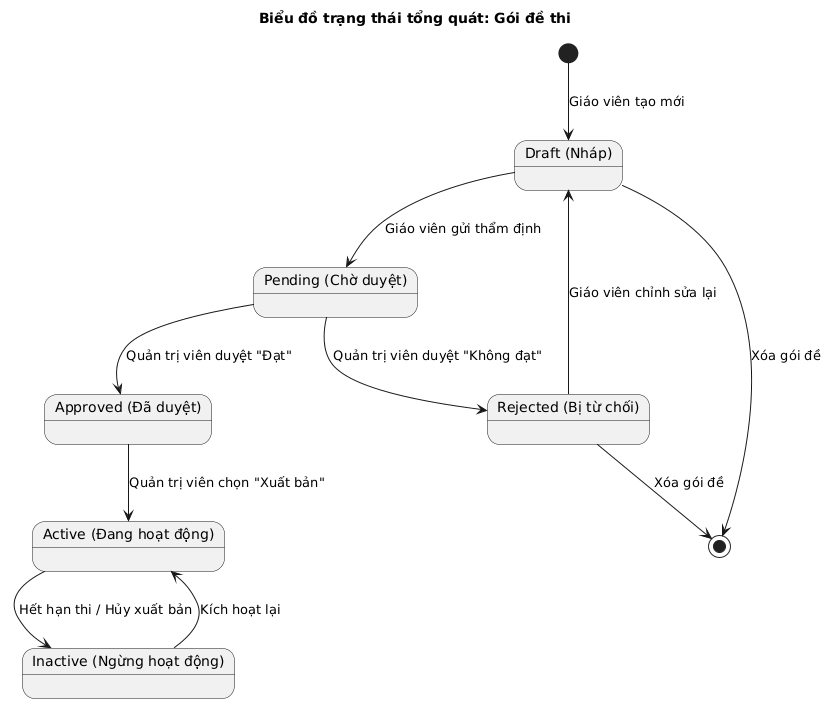 Biểu đồ trạng thái tổng quát: Gói đề thi
Giáo viên tạo mới
Draft (Nháp)
Giáo viên gửi thẩm định
Pending (Chờ duyệt)
Giáo viên chỉnh sửa lại
Quản trị viên duyệt "Đạt"
Quản trị viên duyệt "Không đạt"
Xóa gói đề
Approved (Đã duyệt)
Rejected (Bị từ chối)
Quản trị viên chọn "Xuất bản"
Xóa gói đề
Active (Đang hoạt động)
Hết hạn thi / Hủy xuất bản
Kích hoạt lại
Inactive (Ngừng hoạt động)